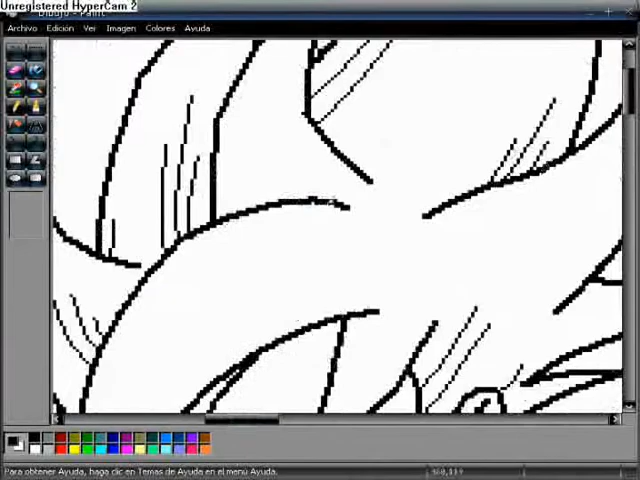 Unregistered HyperCam 2
Dibujo - Paint
Archivo Edición Ver Imagen Colores Ayuda
Para obtener Ayuda, haga clic en Temas de Ayuda en el menú Ayuda.